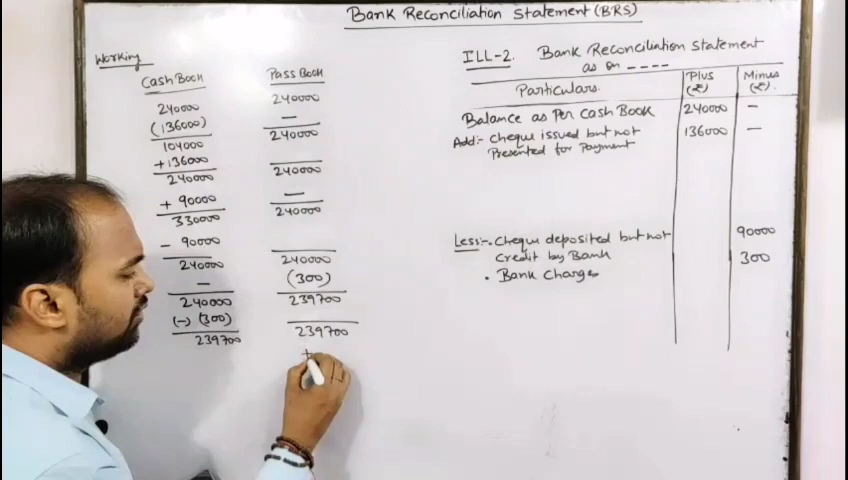 Bank Reconciliation Statement (BRS)
Working
Cash Book
240000
(136000)
104000
+136000
240000
+ 90000
330000
- 90000
240000
—
240000
(-) (300)
239700
Pass Book
240000
—
240000
240000
—
240000
240000
(300)
239700
239700
+
ILL-2. Bank Reconciliation Statement
as on ----
Particulars. Plus (₹) Minus (₹).
Balance as Per Cash Book 240000 —
Add:- cheque issued but not 136000 —
Presented for Payment
Less:-. Cheque deposited but not 90000
Credit by Bank 300
. Bank Charges